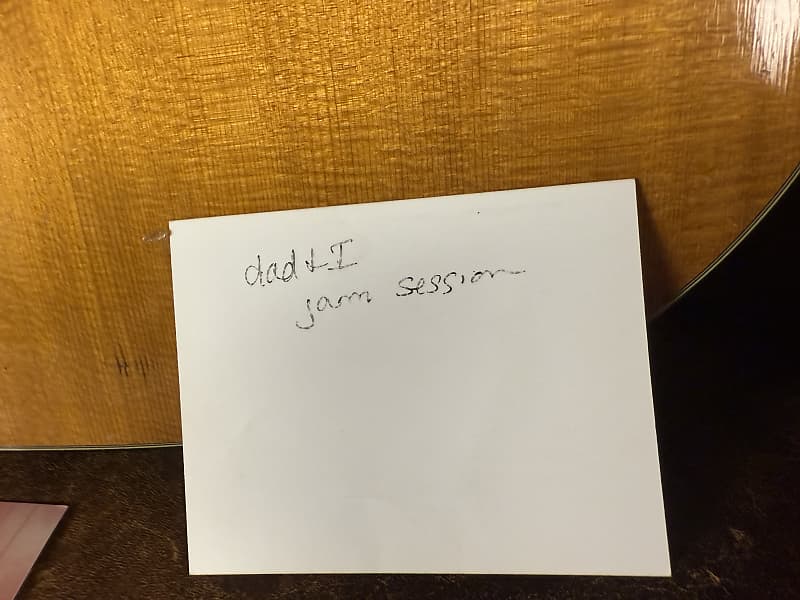 dad & I
jam session